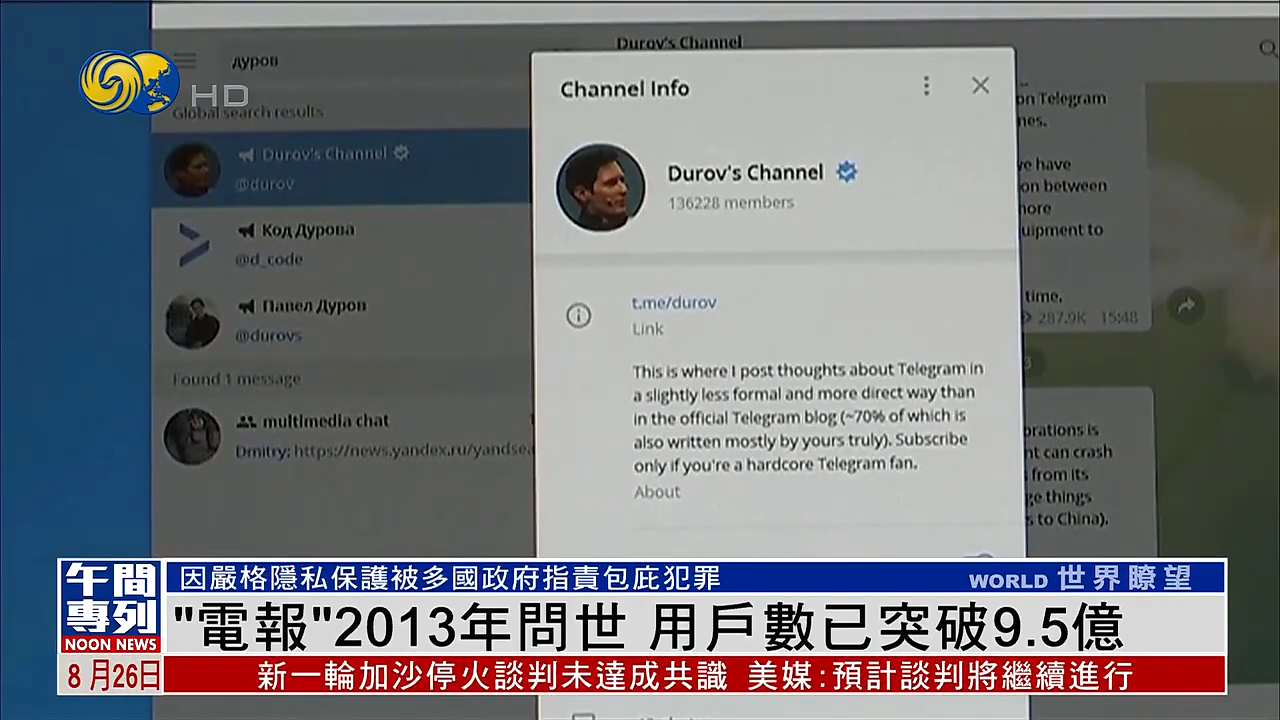 HD
дуров
Global search results
Durov's Channel
@durov
Код Дурова
@d_code
Павел Дуров
@durovs
Found 1 message
multimedia chat
Dmitry: https://news.yandex.ru/yandsea
Durov's Channel
Channel Info
Durov's Channel
136228 members
t.me/durov
Link
This is where I post thoughts about Telegram in
a slightly less formal and more direct way than
in the official Telegram blog (~70% of which is
also written mostly by yours truly). Subscribe
only if you're a hardcore Telegram fan.
About
on Telegram
nes.
ve have
on between
nore
uipment to
time.
287.9K 15:48
orations is
nt can crash
from its
ge things
s to China).
午間專列
NOON NEWS
8月26日
因嚴格隱私保護被多國政府指責包庇犯罪
WORLD 世界瞭望
"電報"2013年問世 用戶數已突破9.5億
新一輪加沙停火談判未達成共識 美媒:預計談判將繼續進行